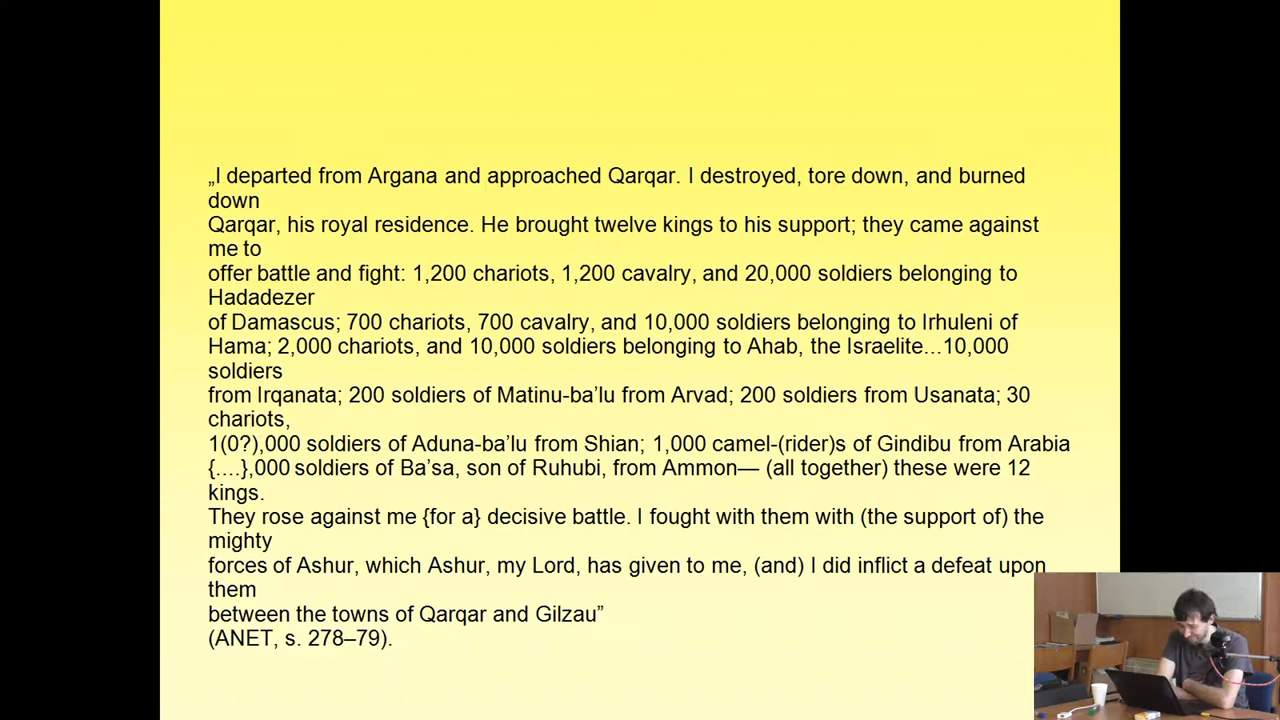 „I departed from Argana and approached Qarqar. I destroyed, tore down, and burned
down
Qarqar, his royal residence. He brought twelve kings to his support; they came against
me to
offer battle and fight: 1,200 chariots, 1,200 cavalry, and 20,000 soldiers belonging to
Hadadezer
of Damascus; 700 chariots, 700 cavalry, and 10,000 soldiers belonging to Irhuleni of
Hama; 2,000 chariots, and 10,000 soldiers belonging to Ahab, the Israelite...10,000
soldiers
from Irqanata; 200 soldiers of Matinu-ba’lu from Arvad; 200 soldiers from Usanata; 30
chariots,
1(0?),000 soldiers of Aduna-ba’lu from Shian; 1,000 camel-(rider)s of Gindibu from Arabia
{....},000 soldiers of Ba’sa, son of Ruhubi, from Ammon— (all together) these were 12
kings.
They rose against me {for a} decisive battle. I fought with them with (the support of) the
mighty
forces of Ashur, which Ashur, my Lord, has given to me, (and) I did inflict a defeat upon
them
between the towns of Qarqar and Gilzau”
(ANET, s. 278–79).